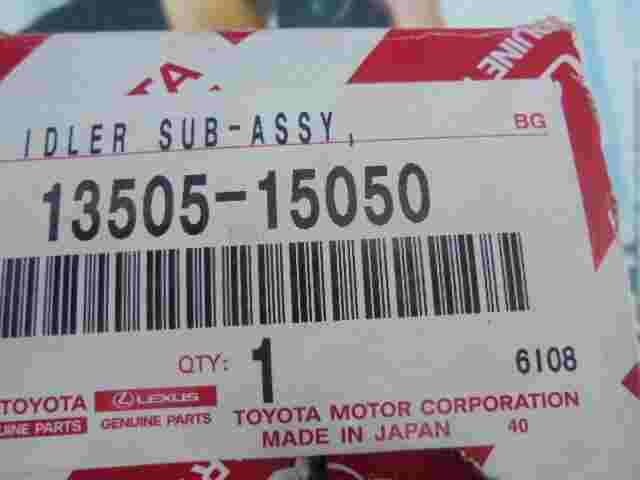 GENUINE
IDLER SUB-ASSY,
BG
13505-15050
QTY: 1
6108
TOYOTA
LEXUS
TOYOTA MOTOR CORPORATION
PARTS
GENUINE PARTS
MADE IN JAPAN
40